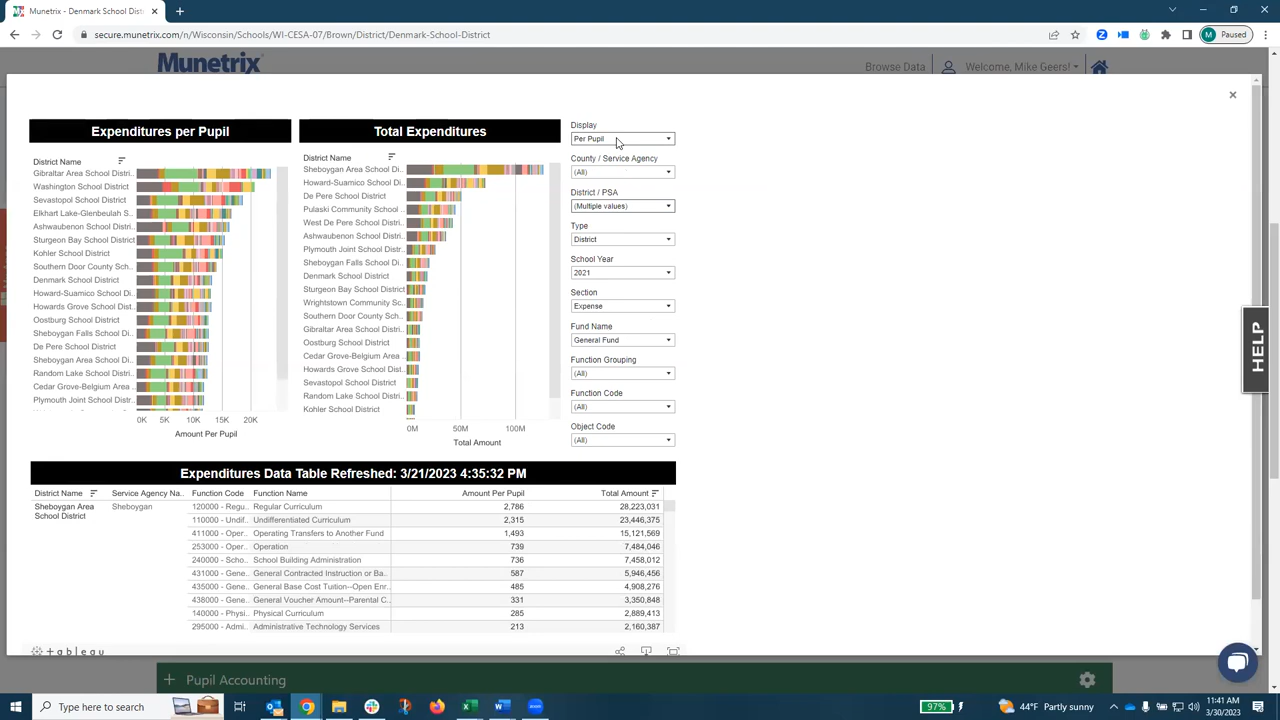 Munetrix - Denmark School Dist
secure.munetrix.com/n/Wisconsin/Schools/WI-CESA-07/Brown/District/Denmark-School-District
M Paused
Munetrix
Browse Data
Welcome, Mike Geers!
Expenditures per Pupil
District Name
Gibraltar Area School Distri..
Washington School District
Sevastopol School District
Elkhart Lake-Glenbeulah S..
Ashwaubenon School Distri..
Sturgeon Bay School District
Kohler School District
Southern Door County Sch..
Denmark School District
Howard-Suamico School Di..
Howards Grove School Dist..
Oostburg School District
Sheboygan Falls School Di..
De Pere School District
Sheboygan Area School Di..
Random Lake School Distri..
Cedar Grove-Belgium Area ..
Plymouth Joint School Distr..
0K 5K 10K 15K 20K
Amount Per Pupil
Total Expenditures
District Name
Sheboygan Area School Di..
Howard-Suamico School Di..
De Pere School District
Pulaski Community School ..
West De Pere School Distri..
Ashwaubenon School Distri..
Plymouth Joint School Distr..
Sheboygan Falls School Di..
Denmark School District
Sturgeon Bay School District
Wrightstown Community Sc..
Southern Door County Sch..
Gibraltar Area School Distri..
Oostburg School District
Cedar Grove-Belgium Area ..
Howards Grove School Dist..
Sevastopol School District
Random Lake School Distri..
Kohler School District
0M 50M 100M
Total Amount
Display
Per Pupil
County / Service Agency
(All)
District / PSA
(Multiple values)
Type
District
School Year
2021
Section
Expense
Fund Name
General Fund
Function Grouping
(All)
Function Code
(All)
Object Code
(All)
HELP
Expenditures Data Table Refreshed: 3/21/2023 4:35:32 PM
District Name Service Agency Na.. Function Code Function Name Amount Per Pupil Total Amount
Sheboygan Area School District Sheboygan 120000 - Regu.. Regular Curriculum 2,786 28,223,031
110000 - Undif.. Undifferentiated Curriculum 2,315 23,446,375
411000 - Oper.. Operating Transfers to Another Fund 1,493 15,121,569
253000 - Oper.. Operation 739 7,484,046
240000 - Scho.. School Building Administration 736 7,458,012
431000 - Gene.. General Contracted Instruction or Ba.. 587 5,946,456
435000 - Gene.. General Base Cost Tuition--Open Enr.. 485 4,908,276
438000 - Gene.. General Voucher Amount--Parental C.. 331 3,350,848
140000 - Physi.. Physical Curriculum 285 2,889,413
295000 - Admi.. Administrative Technology Services 213 2,160,387
+ a b l e a u
Pupil Accounting
Type here to search
97%
44°F Partly sunny
11:41 AM
3/30/2023